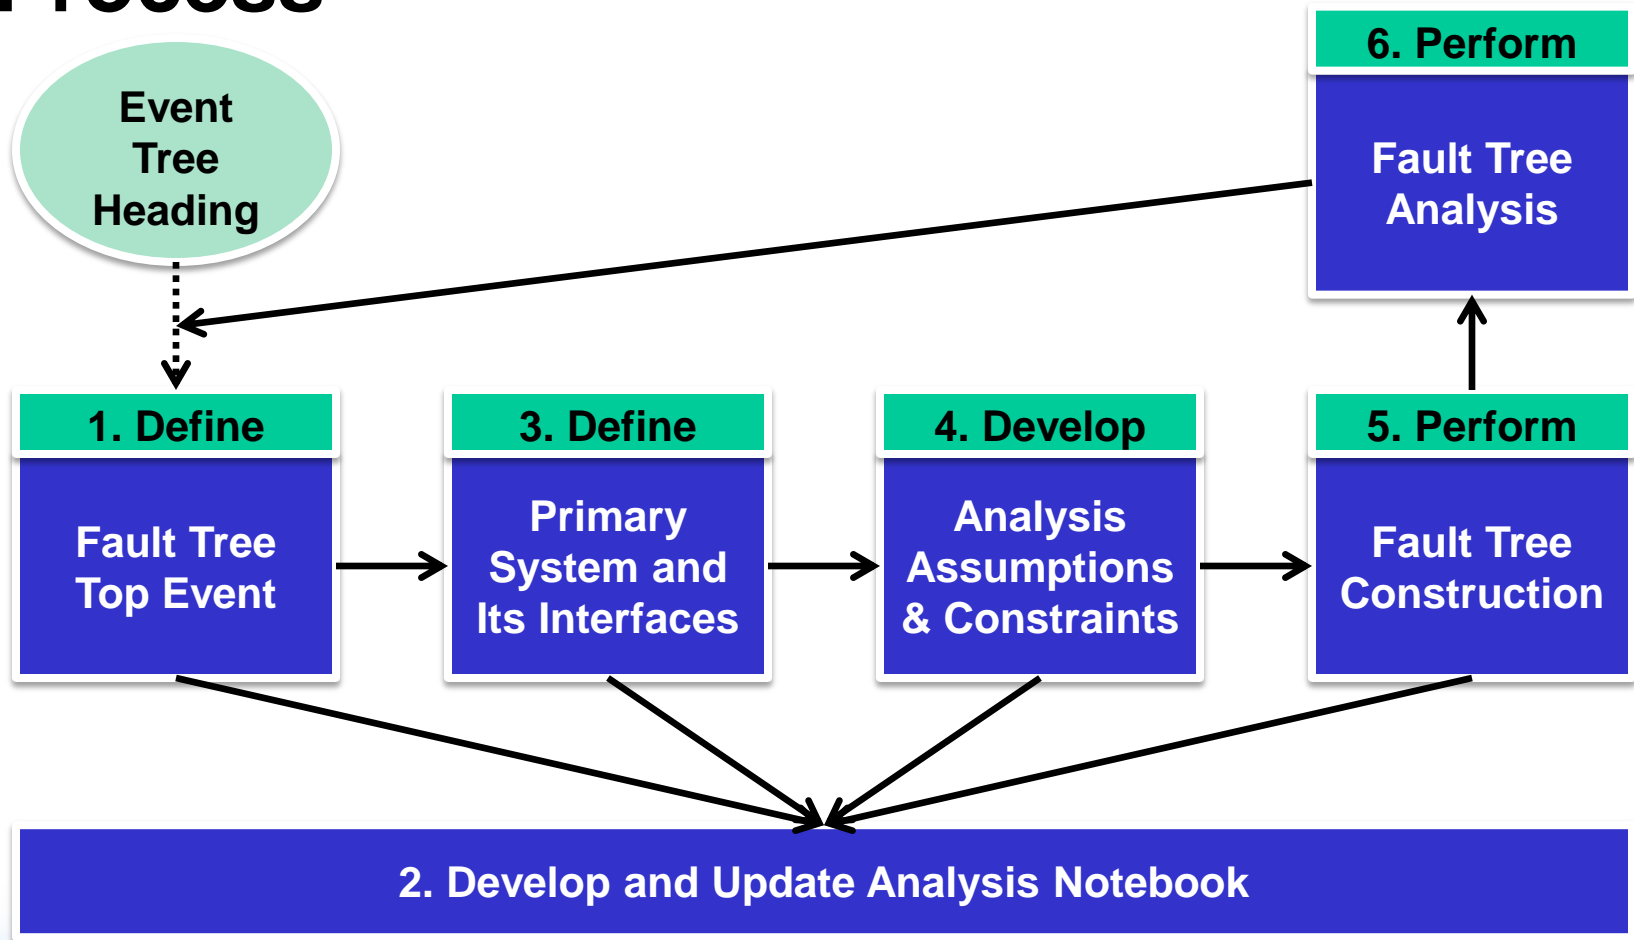 Process
Event
Tree
Heading
6. Perform
Fault Tree
Analysis
1. Define
Fault Tree
Top Event
3. Define
Primary
System and
Its Interfaces
4. Develop
Analysis
Assumptions
& Constraints
5. Perform
Fault Tree
Construction
2. Develop and Update Analysis Notebook